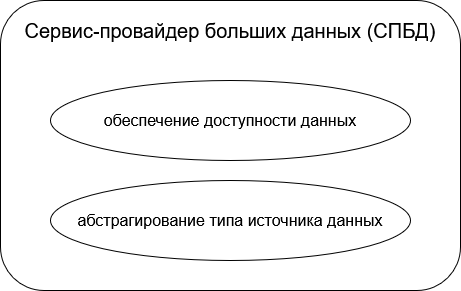 Сервис-провайдер больших данных (СПБД)
обеспечение доступности данных
абстрагирование типа источника данных